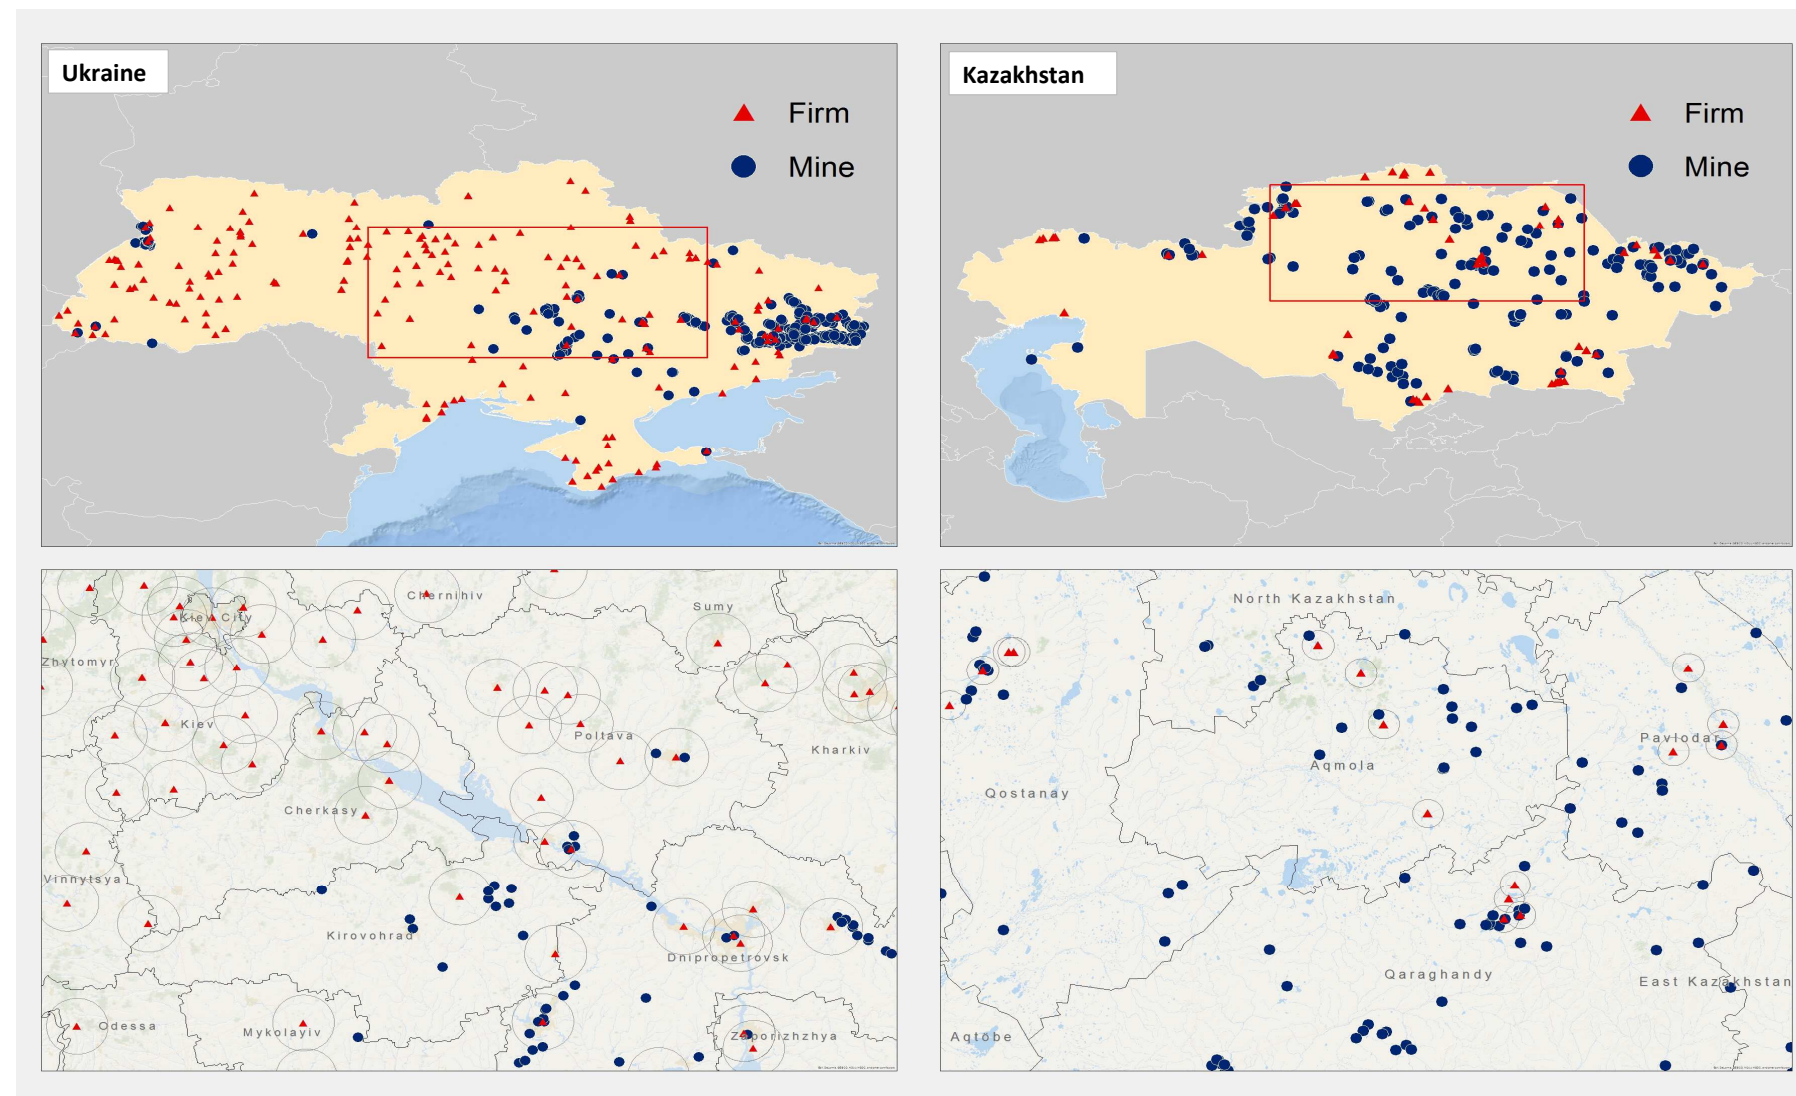 Ukraine
Firm
Mine
Kazakhstan
Firm
Mine
Chernihiv
Sumy
Kiev City
Zhytomyr
Kiev
Poltava
Kharkiv
Cherkasy
Vinnytsya
Kirovohrad
Dnipropetrovsk
Odessa
Mykolayiv
Zaporizhzhya
North Kazakhstan
Pavlodar
Aqmola
Qostanay
Qaraghandy
East Kazakhstan
Aqtöbe